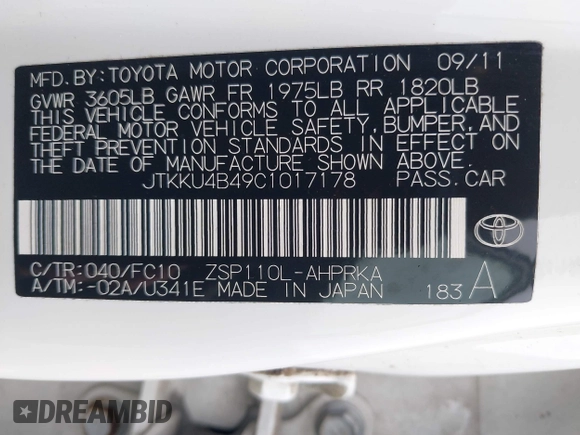 MFD. BY: TOYOTA MOTOR CORPORATION 09/11
GVWR 3605LB GAWR FR 1975LB RR 1820LB
THIS VEHICLE CONFORMS TO ALL APPLICABLE
FEDERAL MOTOR VEHICLE SAFETY, BUMPER, AND
THEFT PREVENTION STANDARDS IN EFFECT ON
THE DATE OF MANUFACTURE SHOWN ABOVE.
JTKKU4B49C1017178 PASS. CAR
C/TR: 040/FC10 ZSP110L-AHPRKA
A/TM: -02A/U341E MADE IN JAPAN 183 A
DREAMBID